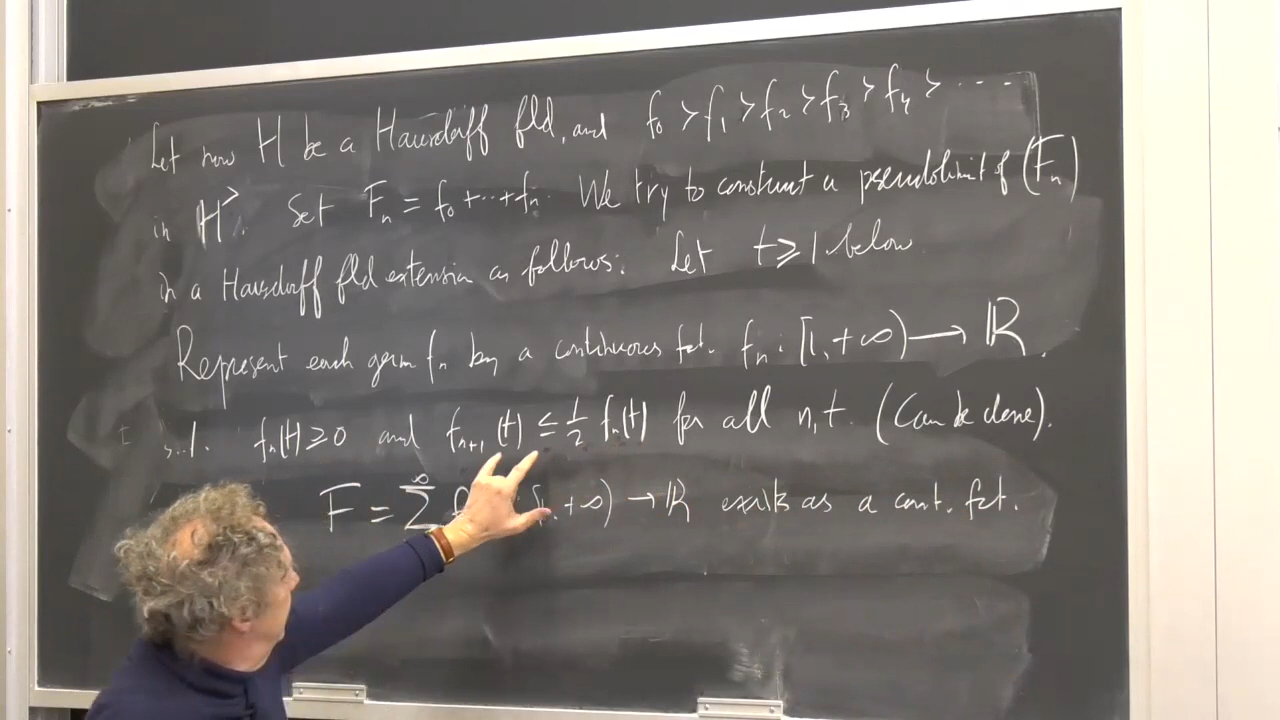 Let now H be a Hausdorff fld, and f₀ > f₁ > f₂ > f₃ > f₄ > ⋯
in H^>. Set Fₙ = f₀ + ⋯ + fₙ. We try to construct a pseudolimit of (Fₙ)
in a Hausdorff fld extension as follows: Let t ⩾ 1 below
Represent each germ fₙ by a continuous fct. fₙ : [1, +∞) → ℝ.
s.t. fₙ(t) ≥ 0 and fₙ₊₁(t) ≤ ½ fₙ(t) for all n, t. (Can be done).
F = ∑^∞ +∞) → ℝ exists as a cont. fct.